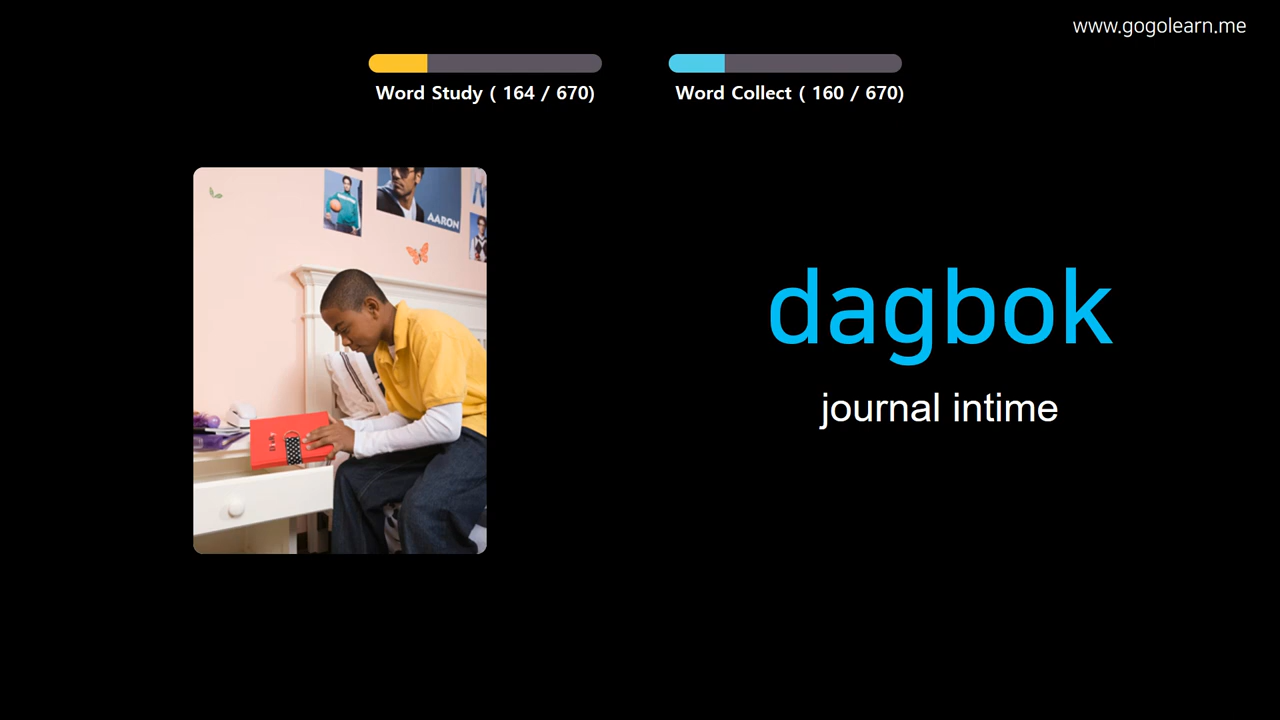 www.gogolearn.me
Word Study ( 164 / 670)
Word Collect ( 160 / 670)
AARON
dagbok
journal intime